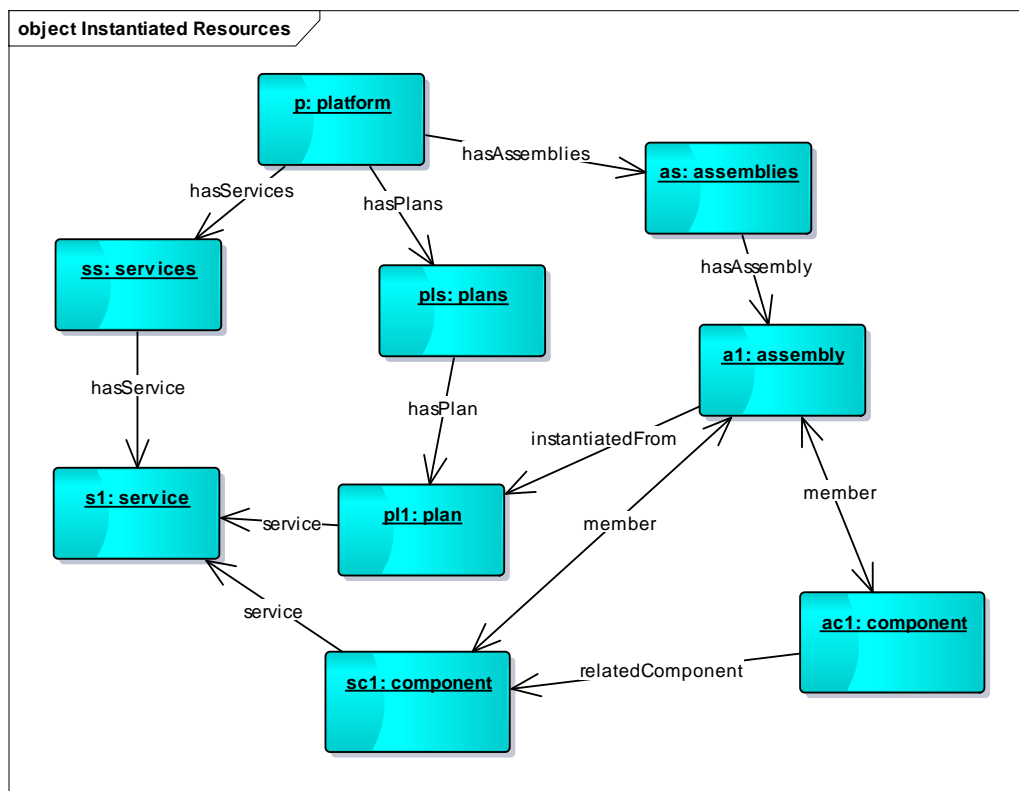 object Instantiated Resources
p: platform
hasAssemblies
as: assemblies
hasServices
hasPlans
ss: services
hasAssembly
pls: plans
a1: assembly
hasService
hasPlan
instantiatedFrom
s1: service
member
pl1: plan
service
member
service
ac1: component
relatedComponent
sc1: component